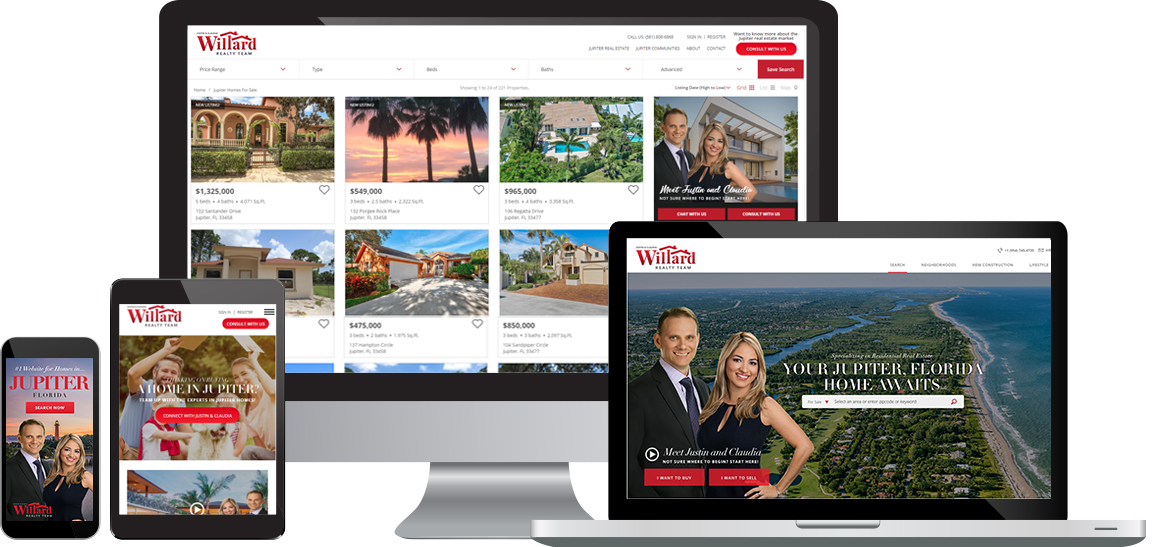 Willard
REALTY TEAM
CALL US: (561) 809-8888 SIGN IN | REGISTER
Want to know more about the
jupiter real estate market
CONSULT WITH US
JUPITER REAL ESTATE JUPITER COMMUNITIES ABOUT CONTACT
Price Range Type Beds Baths Advanced Save Search
Home / Jupiter Homes For Sale
Showing 1 to 24 of 221 Properties.
Listing Date (High to Low) Grid List Map
NEW LISTING!
$1,325,000
5 beds • 4 baths • 4,071 Sq.Ft.
102 Santander Drive
Jupiter, FL 33458
NEW LISTING!
$549,000
3 beds • 2.5 baths • 2,322 Sq.Ft.
132 Porgee Rock Place
Jupiter, FL 33458
NEW LISTING!
$965,000
4 beds • 4 baths • 3,358 Sq.Ft.
106 Regatta Drive
Jupiter, FL 33477
Meet Justin and Claudia
NOT SURE WHERE TO BEGIN? START HERE!
CHAT WITH US CONSULT WITH US
$475,000
3 beds • 2 baths • 1,975 Sq.Ft.
137 Hampton Circle
Jupiter, FL 33458
$850,000
3 beds • 3 baths • 2,597 Sq.Ft.
104 Sandpiper Circle
Jupiter, FL 33477
Willard
REALTY TEAM
SEARCH NEIGHBORHOODS NEW CONSTRUCTION LIFESTYLE
Specializing in Residential Real Estate
YOUR JUPITER, FLORIDA
HOME AWAITS
For Sale Select an area or enter zipcode or keyword
Meet Justin and Claudia
NOT SURE WHERE TO BEGIN? START HERE!
I WANT TO BUY I WANT TO SELL
Willard
REALTY TEAM
SIGN IN | REGISTER
CONSULT WITH US
THINKING ON BUYING
A HOME IN JUPITER?
TEAM UP WITH THE EXPERTS IN JUPITER HOMES!
CONNECT WITH JUSTIN & CLAUDIA
#1 Website for Homes in...
JUPITER
FLORIDA
SEARCH NOW
Willard
REALTY TEAM